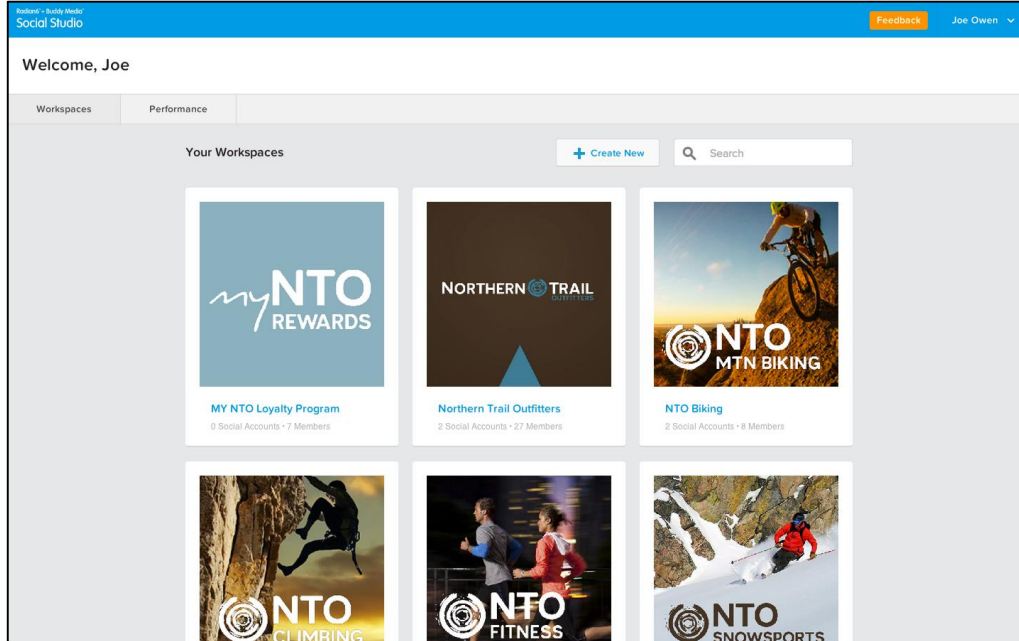 Radian6® + Buddy Media®
Social Studio
Feedback
Joe Owen
Welcome, Joe
Workspaces
Performance
Your Workspaces
Create New
Search
myNTO
REWARDS
NORTHERN TRAIL
OUTFITTERS
NTO
MTN BIKING
MY NTO Loyalty Program
0 Social Accounts • 7 Members
Northern Trail Outfitters
2 Social Accounts • 27 Members
NTO Biking
2 Social Accounts • 8 Members
NTO
CLIMBING
NTO
FITNESS
NTO
SNOWSPORTS